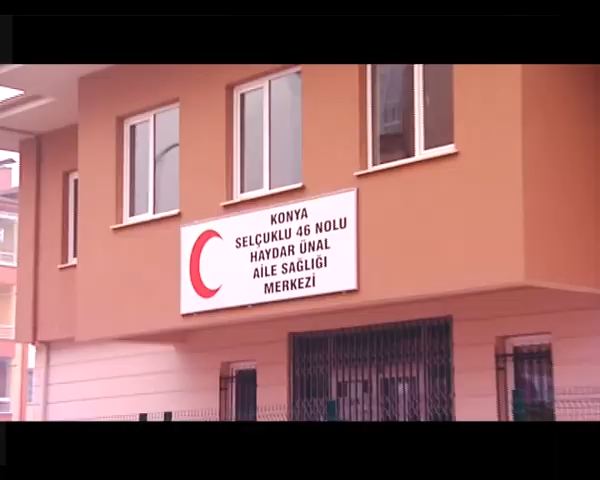 KONYA
SELÇUKLU 46 NOLU
HAYDAR ÜNAL
AİLE SAĞLIĞI
MERKEZİ